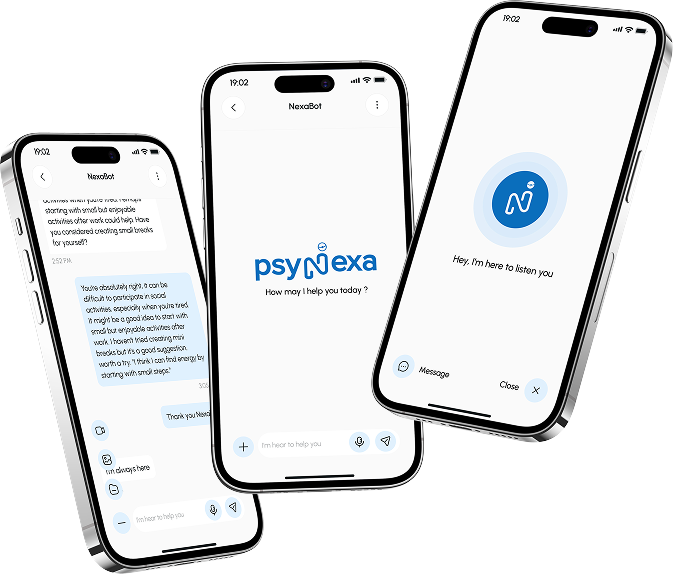 19:02
NexaBot
activities when you're tired. Perhaps
starting with small but enjoyable
activities after work could help. Have
you considered creating small breaks
for yourself?
2:52 PM
You're absolutely right, it can be
difficult to participate in social
activities, especially when you're tired.
It might be a good idea to start with
small but enjoyable activities after
work. I haven't tried creating mini
breaks but it's a good suggestion.
worth a try. "I think I can find energy by
starting with small steps."
Thank you Nexa
I'm always here
I'm hear to help you
19:02
NexaBot
psyNexa
How may I help you today ?
I'm hear to help you
19:02
Hey, I'm here to listen you
Message
Close